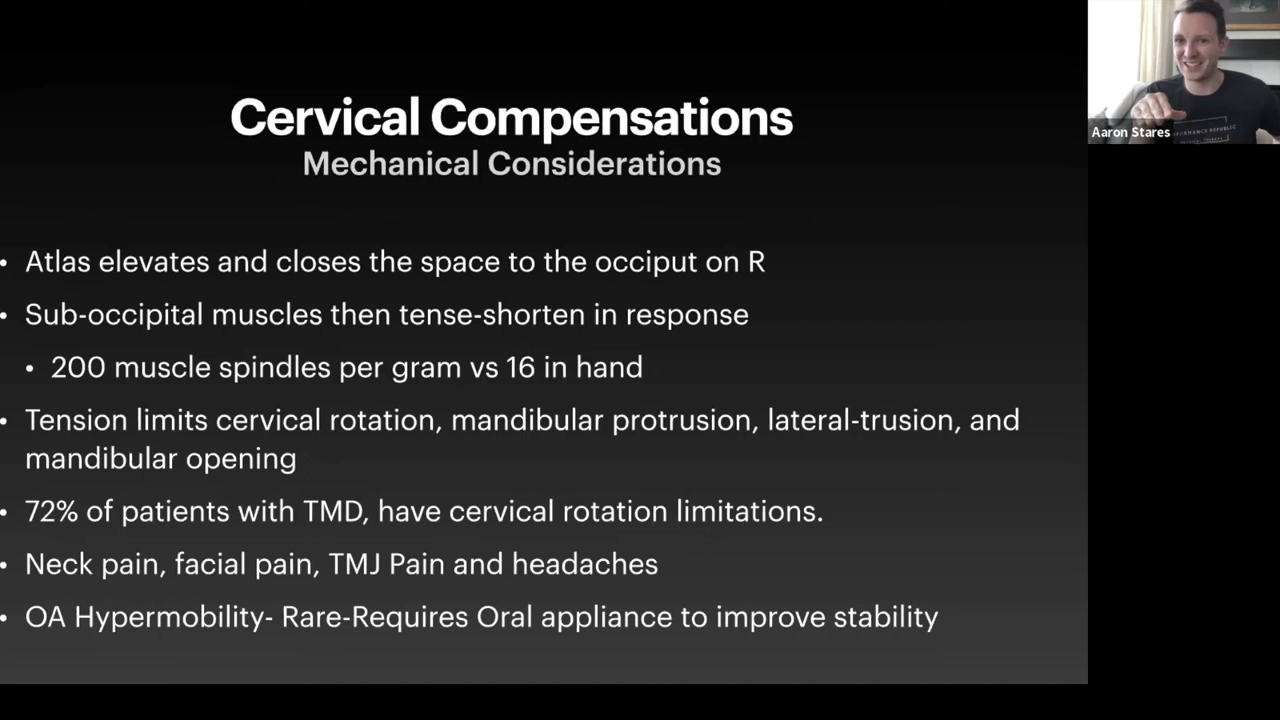 Cervical Compensations
Mechanical Considerations
• Atlas elevates and closes the space to the occiput on R
• Sub-occipital muscles then tense-shorten in response
• 200 muscle spindles per gram vs 16 in hand
• Tension limits cervical rotation, mandibular protrusion, lateral-trusion, and
mandibular opening
• 72% of patients with TMD, have cervical rotation limitations.
• Neck pain, facial pain, TMJ Pain and headaches
• OA Hypermobility- Rare-Requires Oral appliance to improve stability
Aaron Stares
REPUBLIC